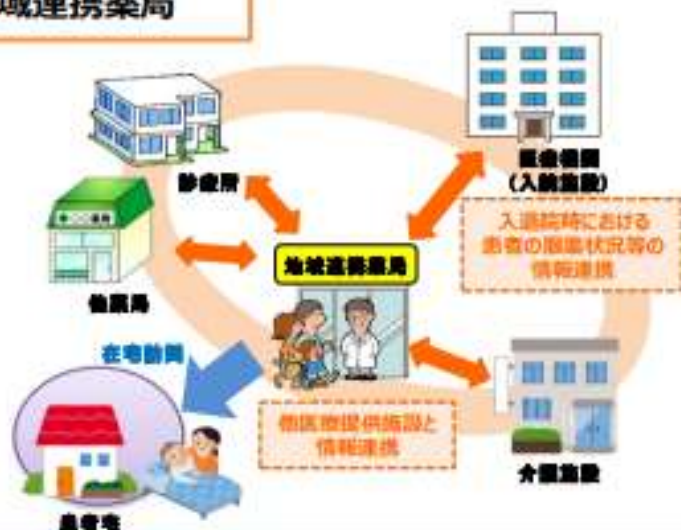 域連携薬局
診療所
医療機関
(入院施設)
入退院時における
患者の服薬状況等の
情報連携
地域連携薬局
他薬局
在宅訪問
他医療提供施設と
情報連携
介護施設
患者宅